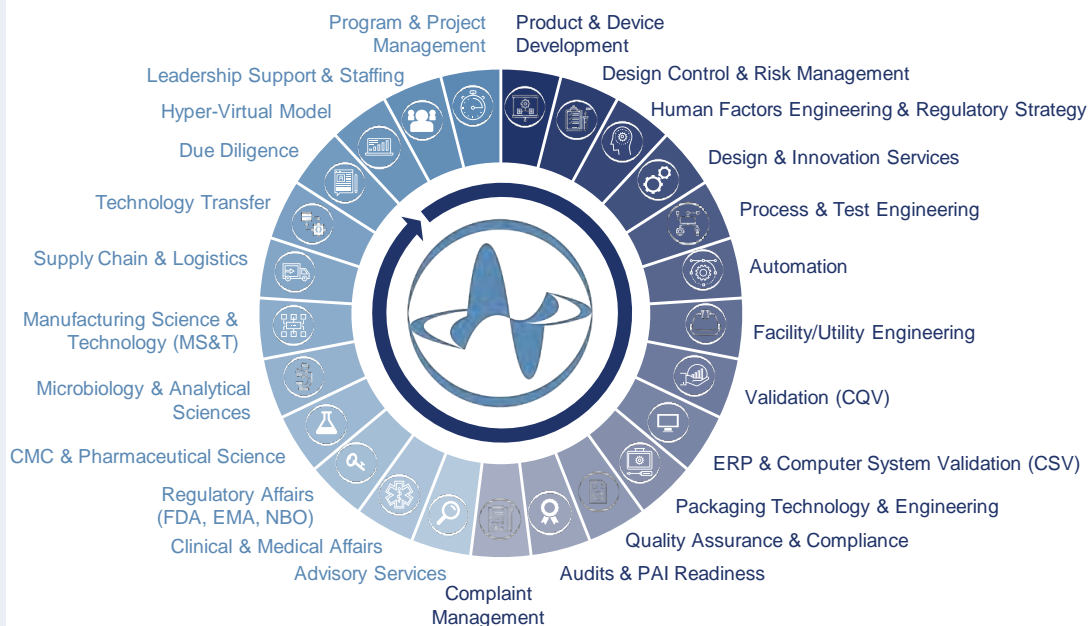 Program & Project
Management
Product & Device
Development
Leadership Support & Staffing
Design Control & Risk Management
Hyper-Virtual Model
Human Factors Engineering & Regulatory Strategy
Due Diligence
Design & Innovation Services
Technology Transfer
Process & Test Engineering
Supply Chain & Logistics
Automation
Manufacturing Science &
Technology (MS&T)
Facility/Utility Engineering
Microbiology & Analytical
Sciences
Validation (CQV)
CMC & Pharmaceutical Science
ERP & Computer System Validation (CSV)
Regulatory Affairs
(FDA, EMA, NBO)
Packaging Technology & Engineering
Clinical & Medical Affairs
Quality Assurance & Compliance
Advisory Services
Audits & PAI Readiness
Complaint
Management